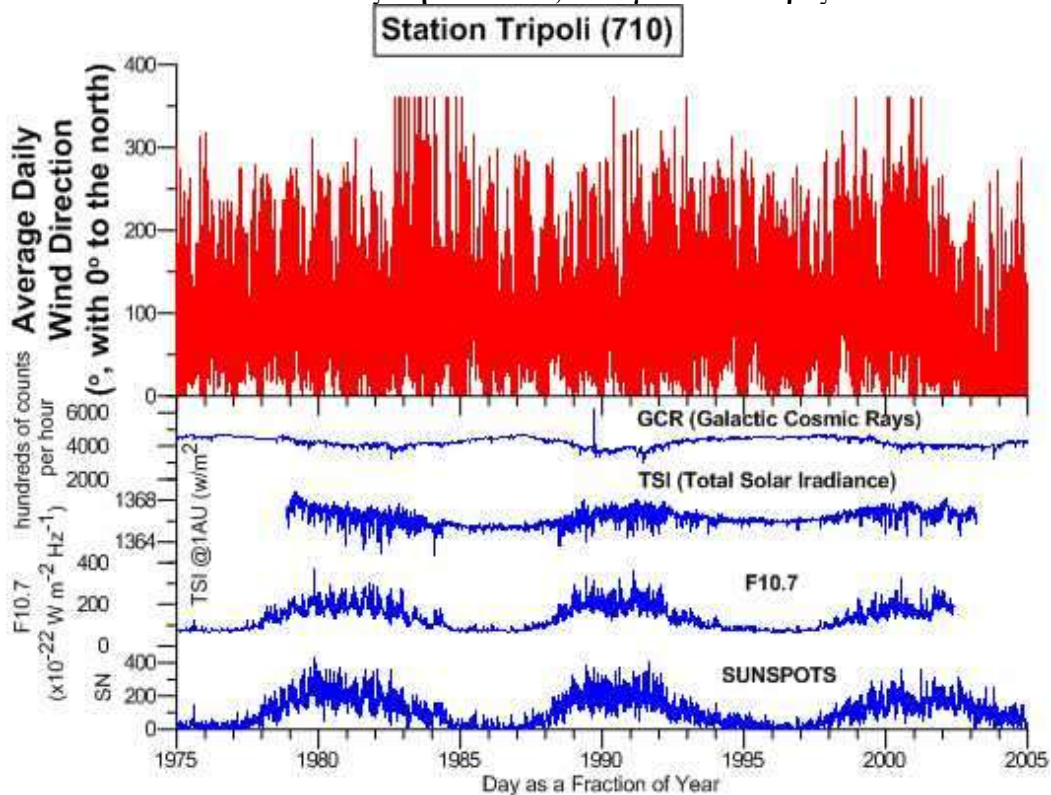 Station Tripoli (710)
Average Daily
Wind Direction
(º, with 0º to the north)
400
300
200
100
0
hundreds of counts
per hour
6000
4000
2000
GCR (Galactic Cosmic Rays)
TSI @1AU (w/m²)
1368
1364
TSI (Total Solar Irradiance)
F10.7
(x10⁻²² W m⁻² Hz⁻¹)
400
200
0
F10.7
SN
400
200
0
SUNSPOTS
1975 1980 1985 1990 1995 2000 2005
Day as a Fraction of Year